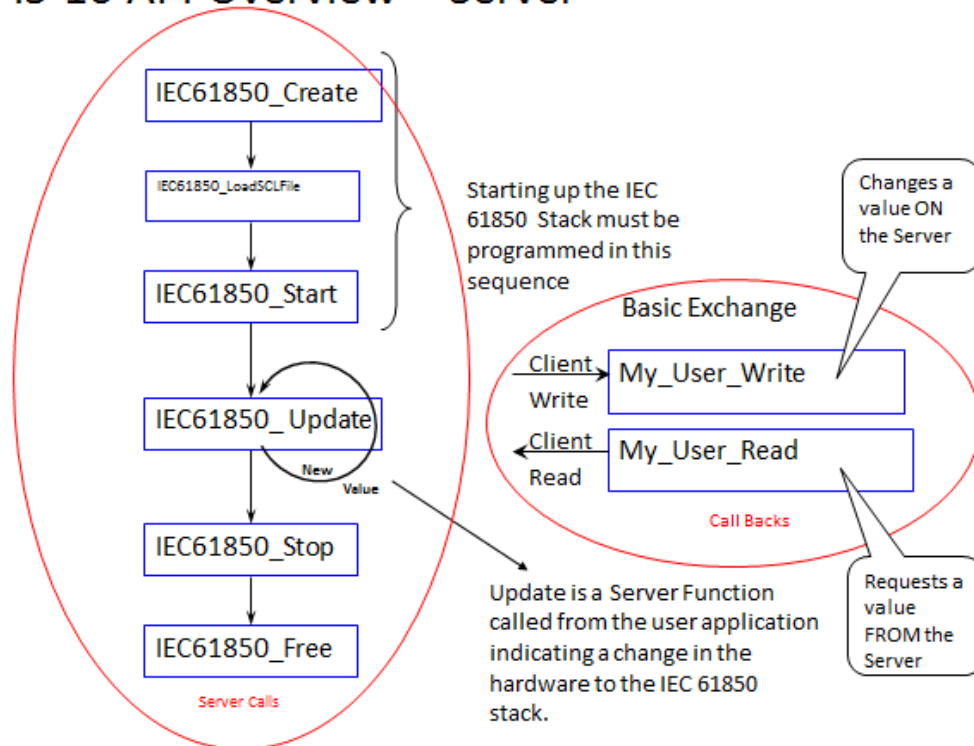 IEC61850_Create
IEC61850_LoadSCLFile
IEC61850_Start
IEC61850_ Update
New
Value
IEC61850_Stop
IEC61850_Free
Server Calls
Starting up the IEC
61850 Stack must be
programmed in this
sequence
Changes a
value ON
the Server
Basic Exchange
Client
Write
My_User_Write
Client
Read
My_User_Read
Call Backs
Requests a
value
FROM the
Server
Update is a Server Function
called from the user application
indicating a change in the
hardware to the IEC 61850
stack.